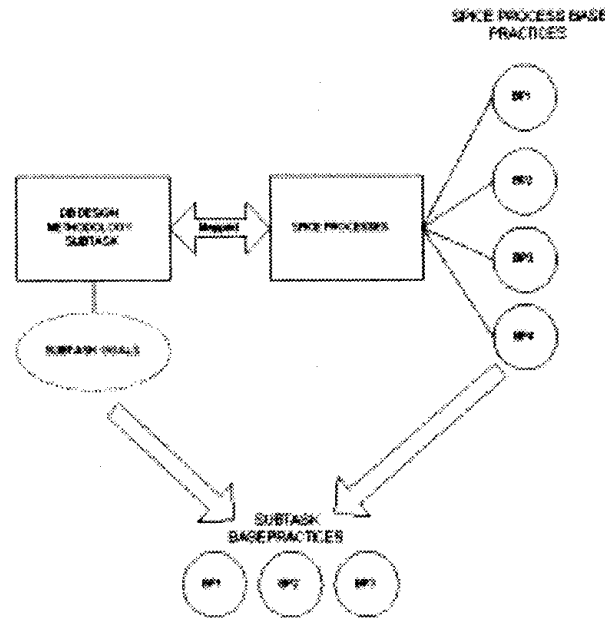 SPICE PROCESS BASE
PRACTICES
BP1
BP2
BP3
BP4
DB DESIGN
METHODOLOGY
SUBTASK
Mapped
SPICE PROCESSES
SUBTASK GOALS
SUBTASK
BASE PRACTICES
BP1
BP2
BP3